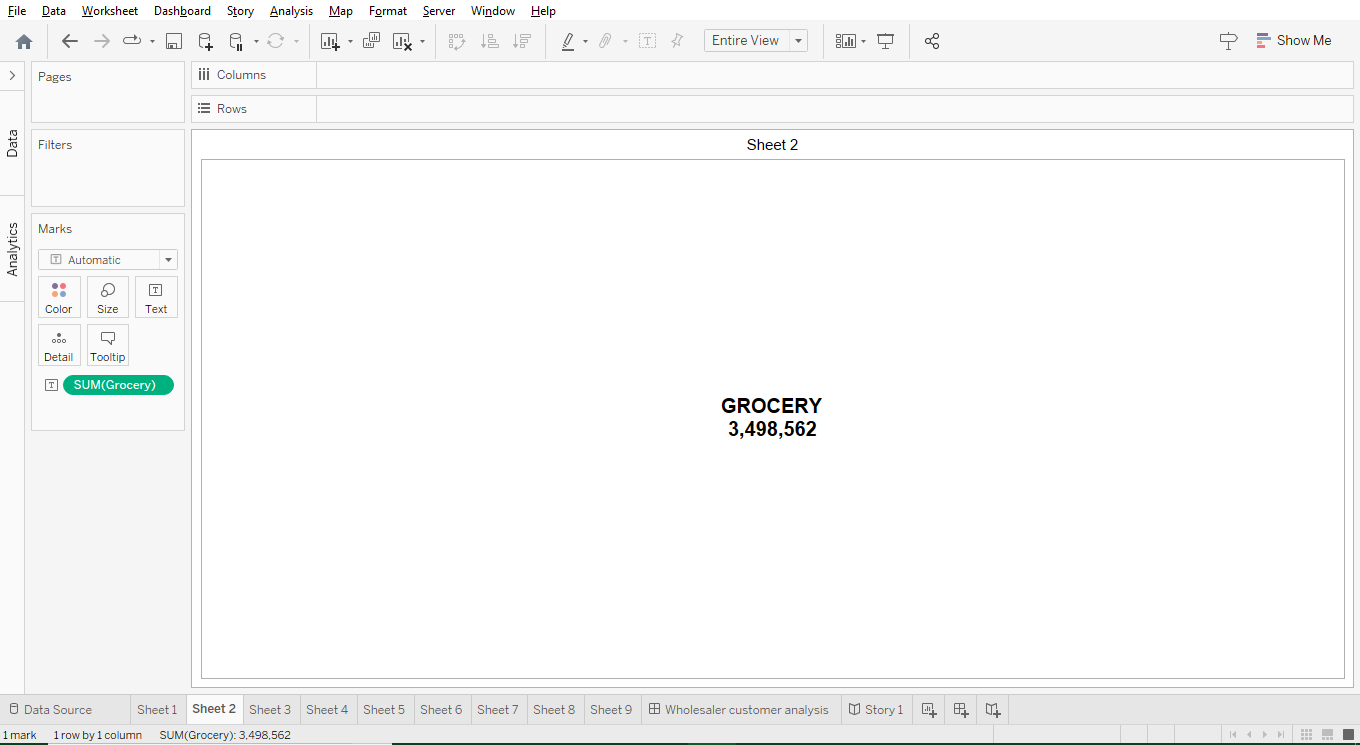 File Data Worksheet Dashboard Story Analysis Map Format Server Window Help
Entire View Show Me
Pages
Columns
Rows
Data
Filters
Sheet 2
Analytics
Marks
T Automatic
Color Size T Text
Detail Tooltip
T SUM(Grocery)
GROCERY
3,498,562
Data Source Sheet 1 Sheet 2 Sheet 3 Sheet 4 Sheet 5 Sheet 6 Sheet 7 Sheet 8 Sheet 9 Wholesaler customer analysis Story 1
1 mark 1 row by 1 column SUM(Grocery): 3,498,562